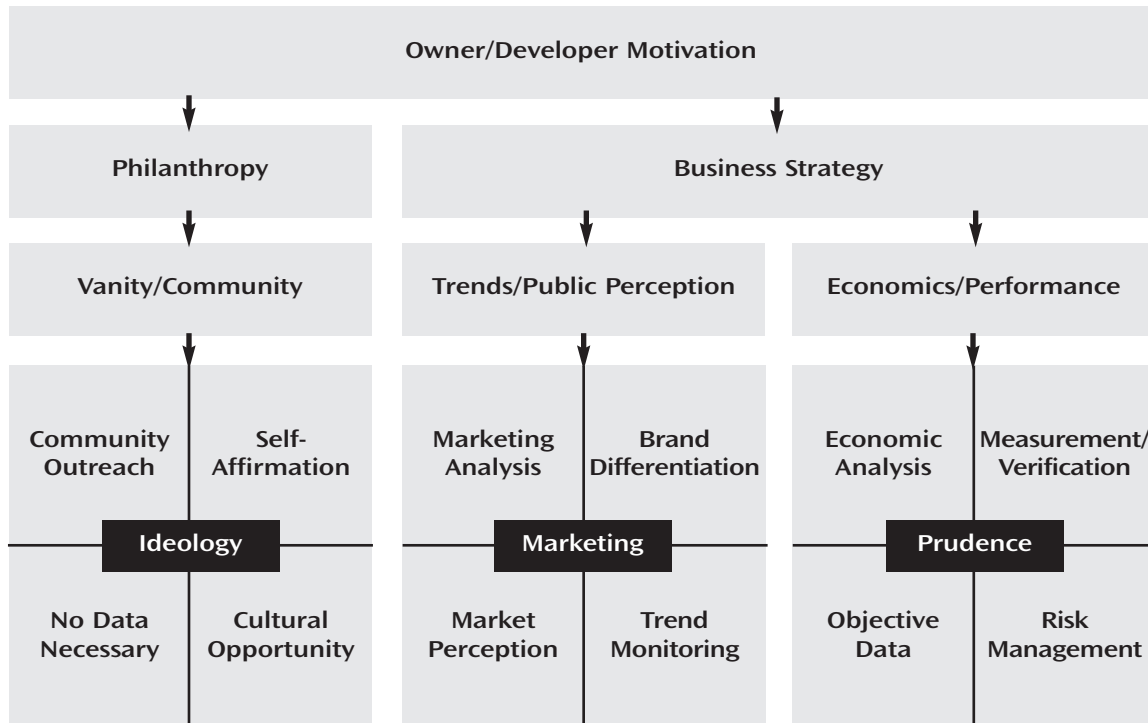 Owner/Developer Motivation
Philanthropy
Business Strategy
Vanity/Community
Trends/Public Perception
Economics/Performance
Community
Outreach
Self-
Affirmation
Ideology
No Data
Necessary
Cultural
Opportunity
Marketing
Analysis
Brand
Differentiation
Marketing
Market
Perception
Trend
Monitoring
Economic
Analysis
Measurement/
Verification
Prudence
Objective
Data
Risk
Management